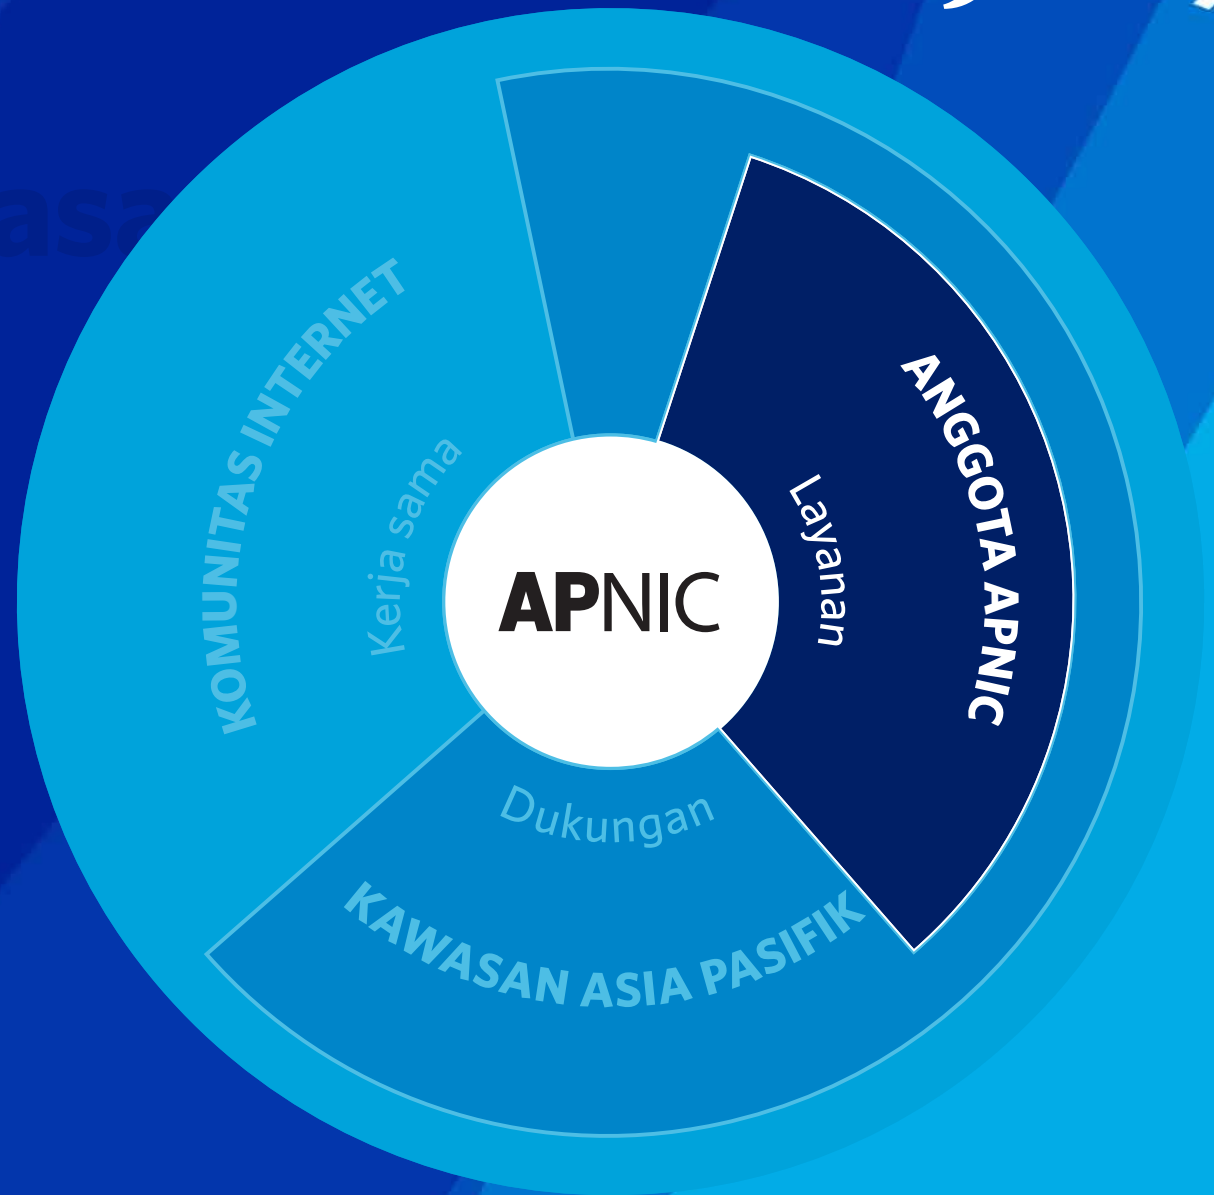 KOMUNITAS INTERNET
Kerja sama
APNIC
Layanan
ANGGOTA APNIC
Dukungan
KAWASAN ASIA PASIFIK